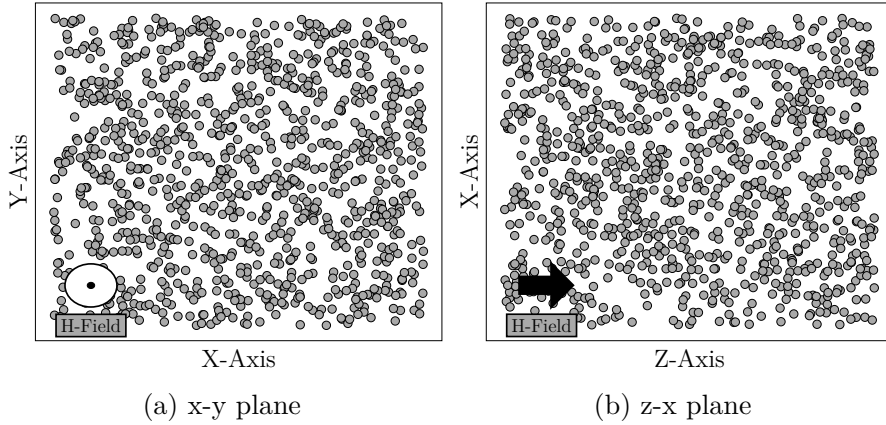 Y-Axis
H-Field
X-Axis
(a) x-y plane
X-Axis
H-Field
Z-Axis
(b) z-x plane